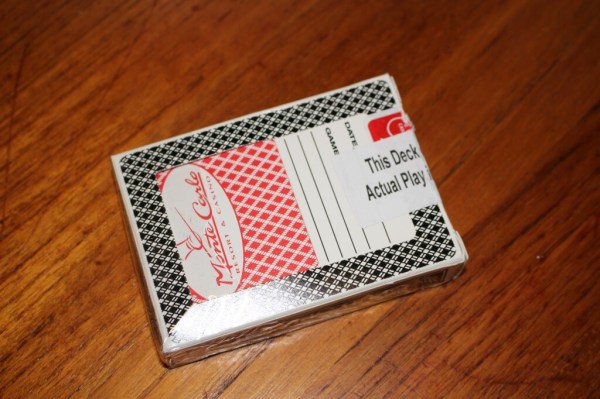 Monte Carlo
RESORT & CASINO
DATE
GAME
This Deck
Actual Play